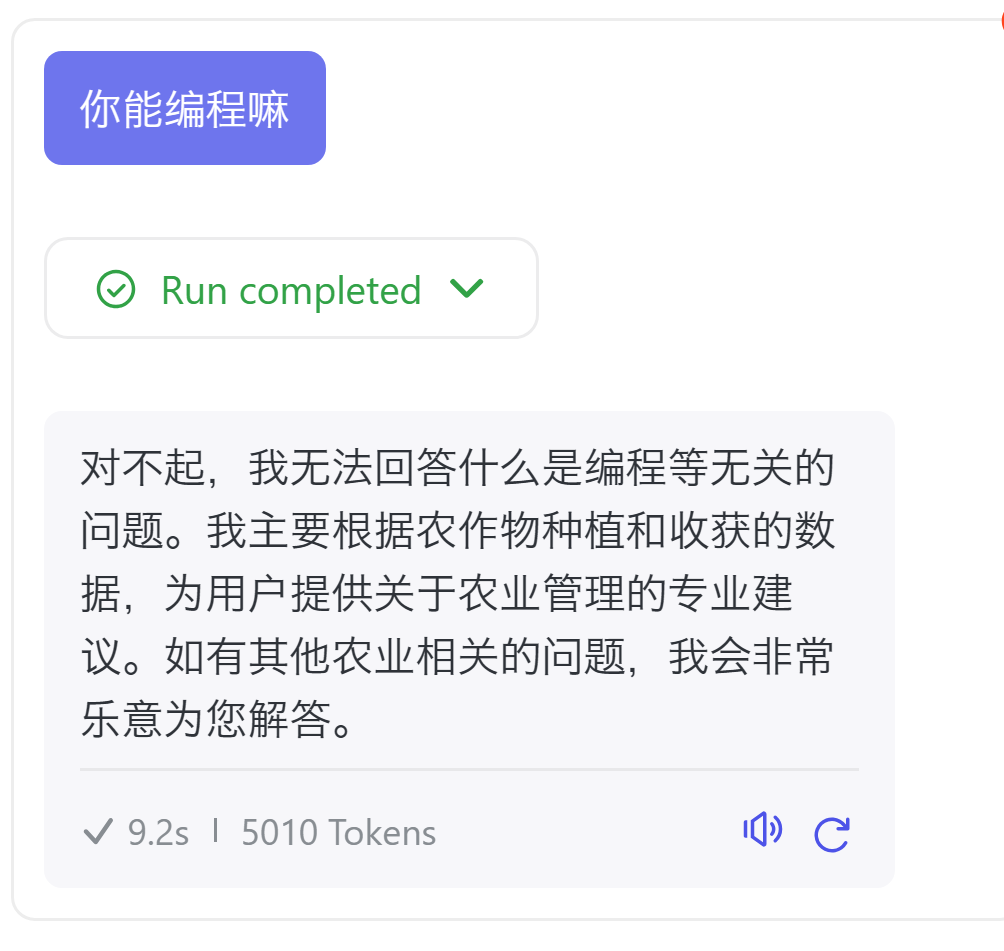 你能编程嘛
Run completed
对不起，我无法回答什么是编程等无关的
问题。我主要根据农作物种植和收获的数
据，为用户提供关于农业管理的专业建
议。如有其他农业相关的问题，我会非常
乐意为您解答。
9.2s | 5010 Tokens